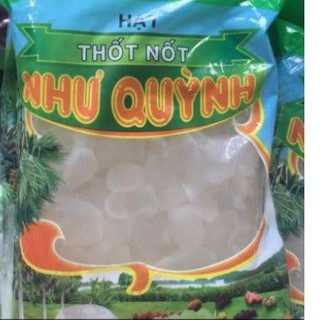 HẠT
THỐT NỐT
NHƯ QUỲNH